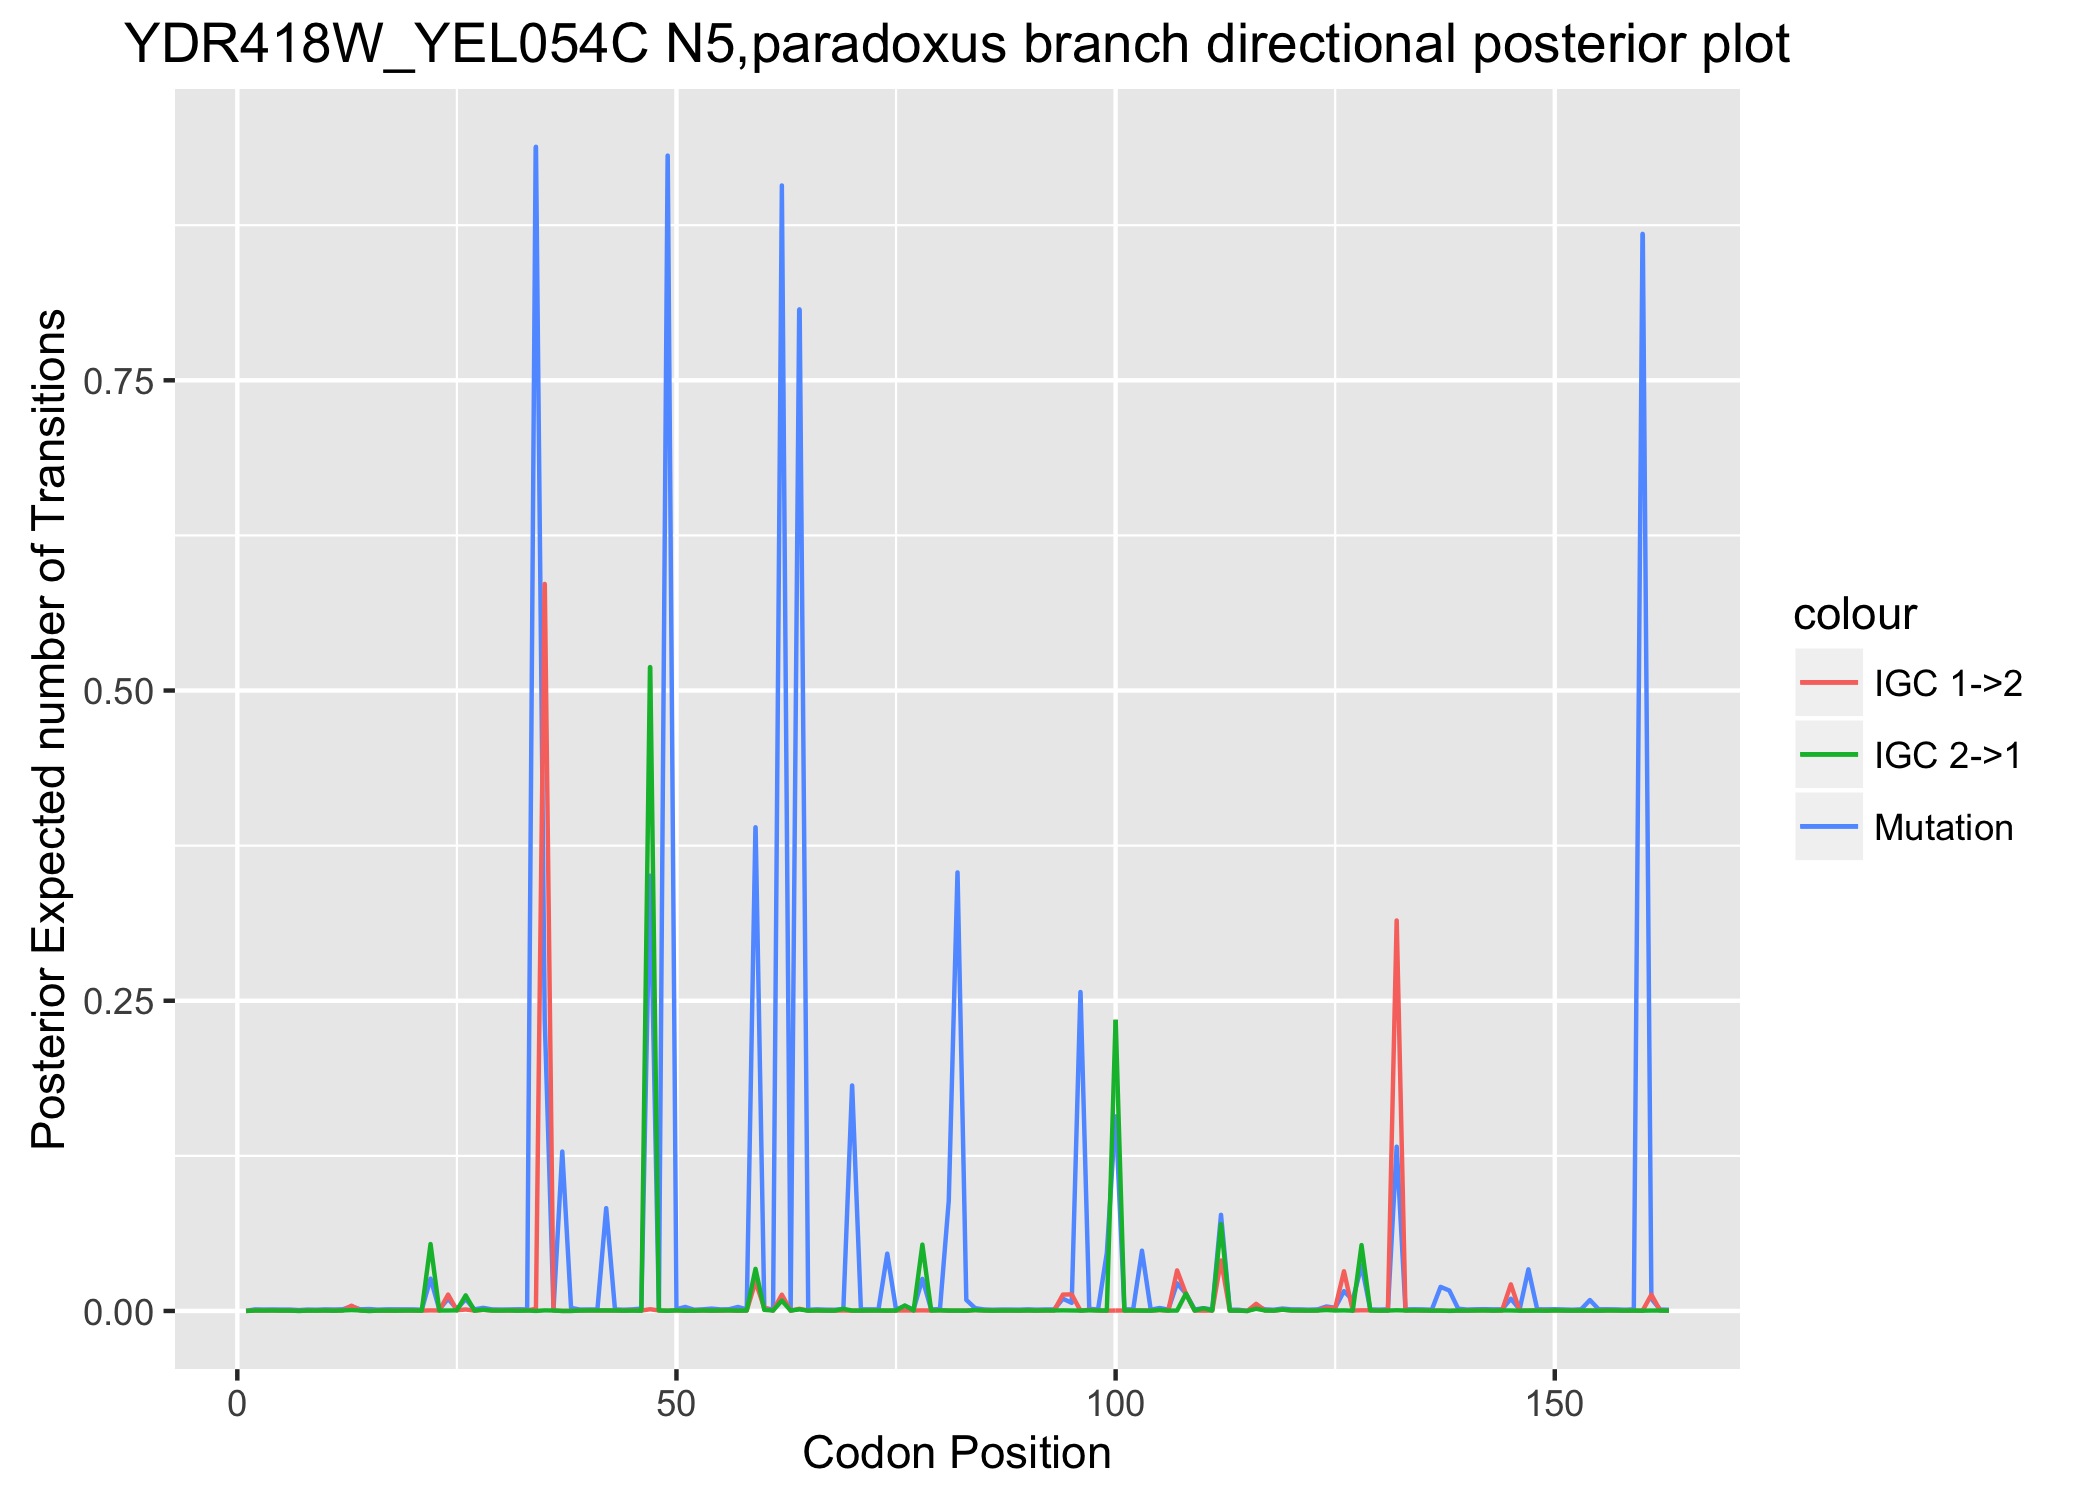 YDR418W_YEL054C N5,paradoxus branch directional posterior plot
Posterior Expected number of Transitions
0.75
0.50
0.25
0.00
0
50
100
150
Codon Position
colour
IGC 1->2
IGC 2->1
Mutation